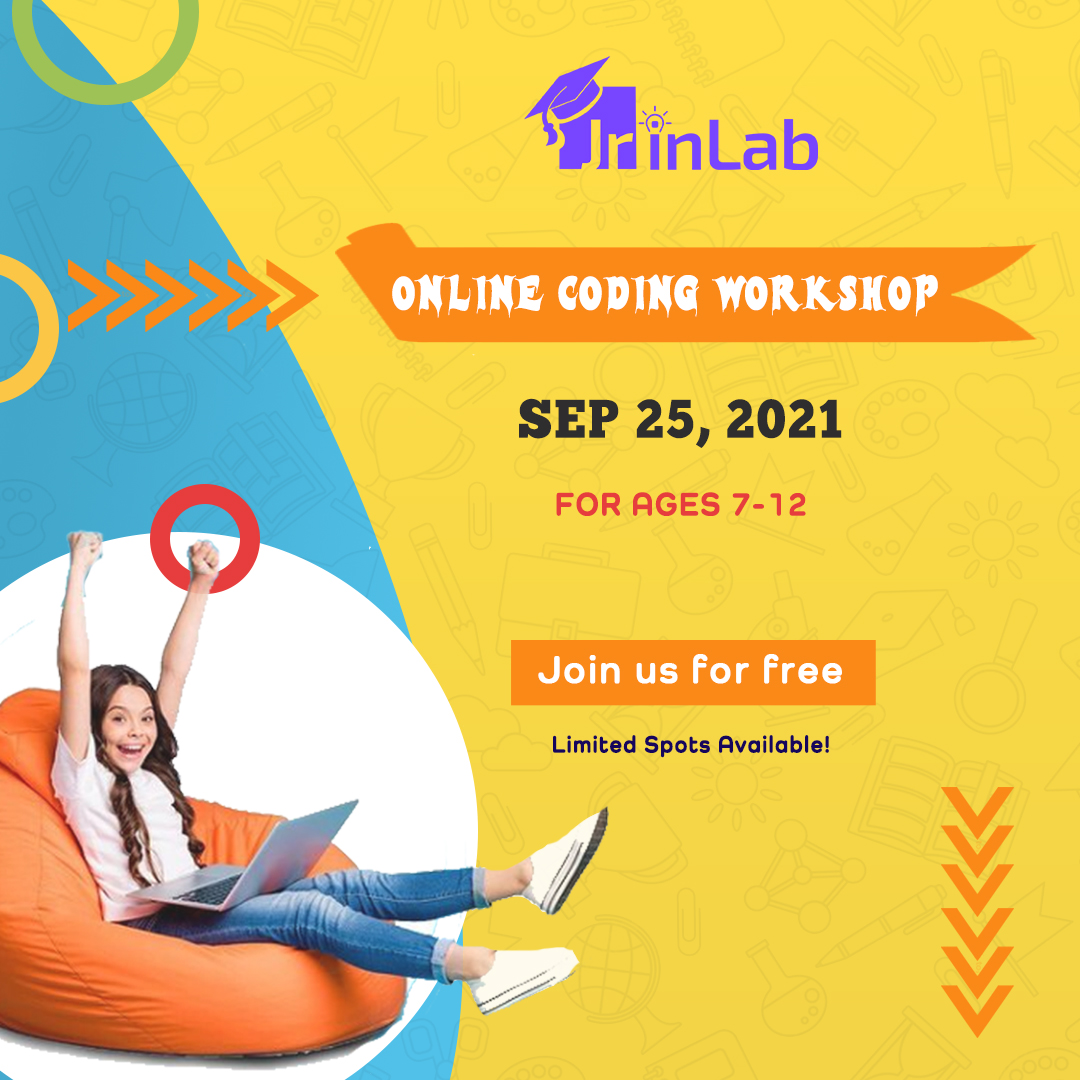 JrinLab
ONLINE CODING WORKSHOP
SEP 25, 2021
FOR AGES 7-12
Join us for free
Limited Spots Available!